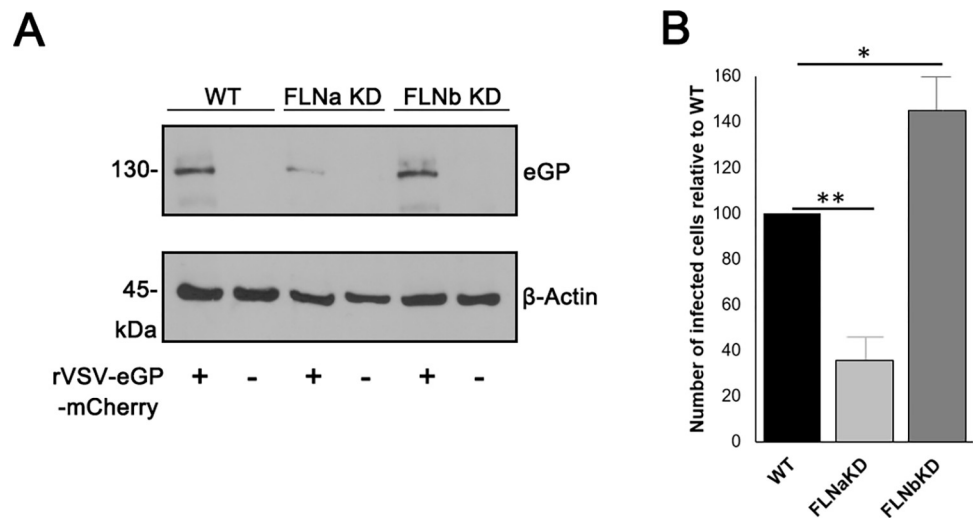 A
WT FLNa KD FLNb KD
130- eGP
45- β-Actin
kDa
rVSV-eGP + - + - + -
-mCherry
B
Number of infected cells relative to WT
* 
**
160
140
120
100
80
60
40
20
0
WT
FLNaKD
FLNbKD